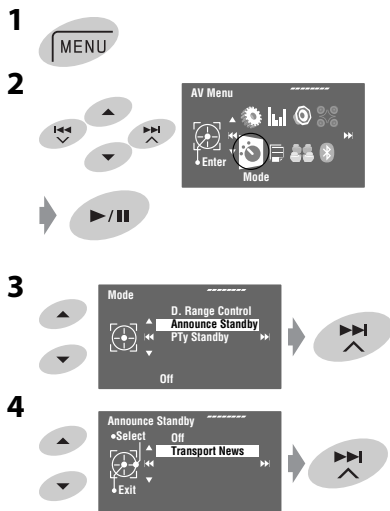 1
MENU
2
AV Menu
Enter
Mode
3
Mode
D. Range Control
Announce Standby
PTy Standby
Off
4
Announce Standby
•Select
Off
Transport News
•Exit